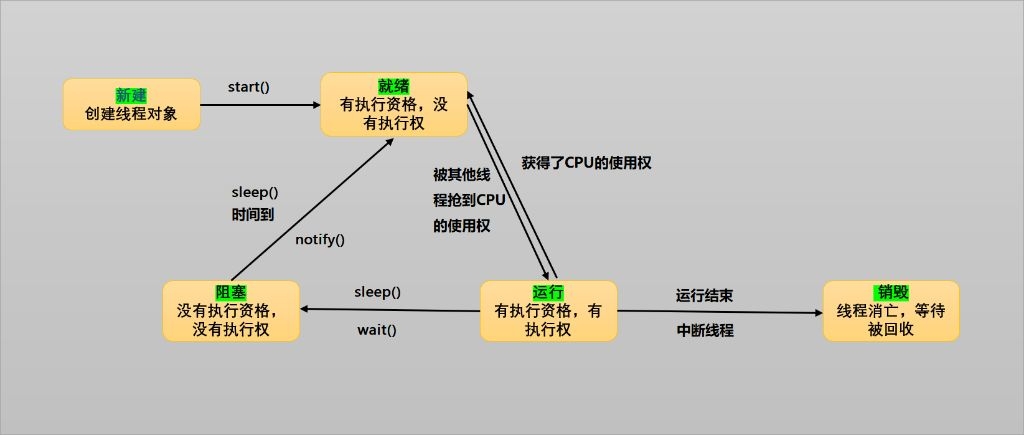 新建
创建线程对象
start()
就绪
有执行资格，没
有执行权
获得了CPU的使用权
被其他线
程抢到CPU
的使用权
sleep()
时间到
notify()
阻塞
没有执行资格，
没有执行权
sleep()
wait()
运行
有执行资格，有
执行权
运行结束
中断线程
销毁
线程消亡，等待
被回收